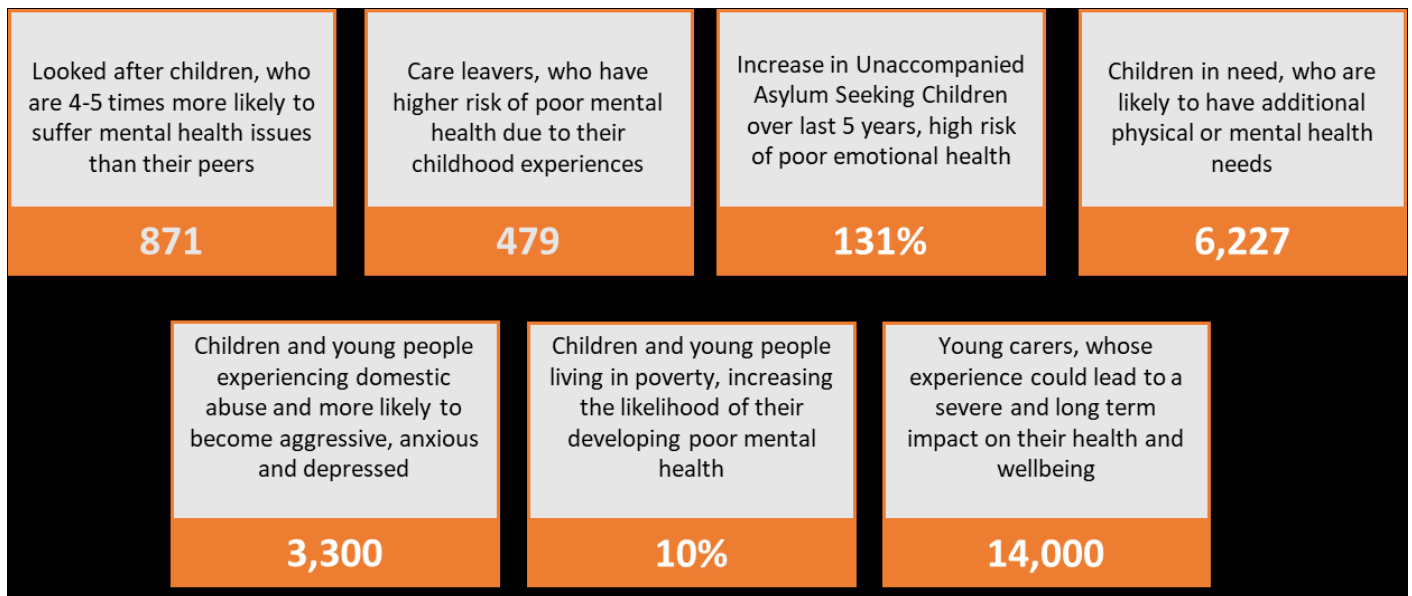 Looked after children, who
are 4-5 times more likely to
suffer mental health issues
than their peers
871
Care leavers, who have
higher risk of poor mental
health due to their
childhood experiences
479
Increase in Unaccompanied
Asylum Seeking Children
over last 5 years, high risk
of poor emotional health
131%
Children in need, who are
likely to have additional
physical or mental health
needs
6,227
Children and young people
experiencing domestic
abuse and more likely to
become aggressive, anxious
and depressed
3,300
Children and young people
living in poverty, increasing
the likelihood of their
developing poor mental
health
10%
Young carers, whose
experience could lead to a
severe and long term
impact on their health and
wellbeing
14,000